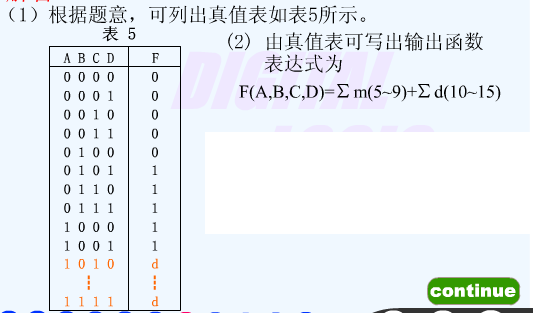 (1) 根据题意，可列出真值表如表5所示。
表 5
A B C D F
0 0 0 0 0
0 0 0 1 0
0 0 1 0 0
0 0 1 1 0
0 1 0 0 0
0 1 0 1 1
0 1 1 0 1
0 1 1 1 1
1 0 0 0 1
1 0 0 1 1
1 0 1 0 d
⋮ ⋮
1 1 1 1 d
(2) 由真值表可写出输出函数
表达式为
F(A,B,C,D)=Σ m(5~9)+Σ d(10~15)
DIGITAL
continue